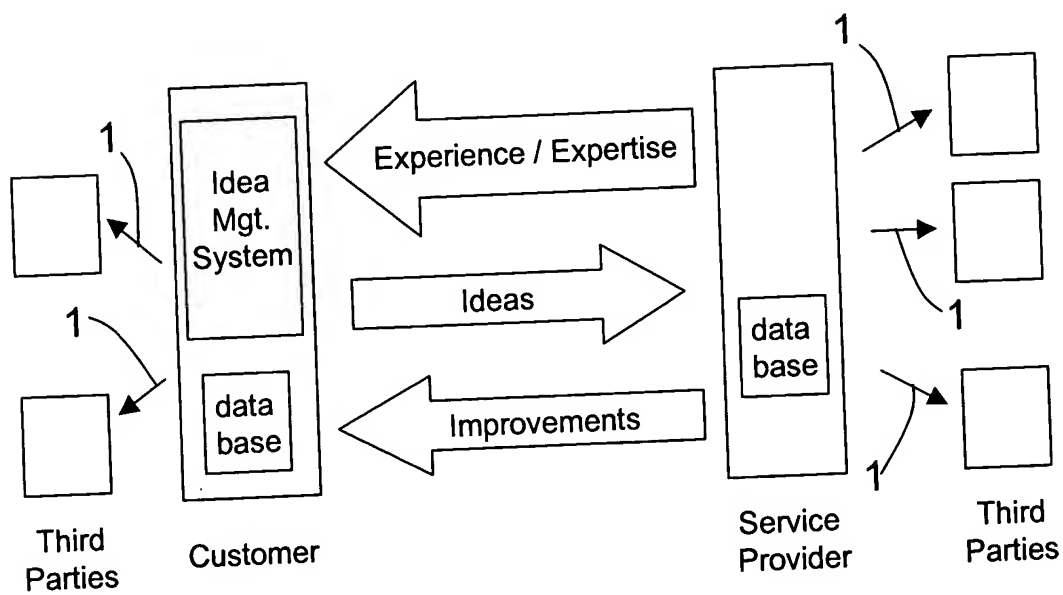 1
1
Idea
Mgt.
System
Experience / Expertise
Ideas
1
data
base
Improvements
data
base
1
1
Third
Parties
Customer
Service
Provider
Third
Parties